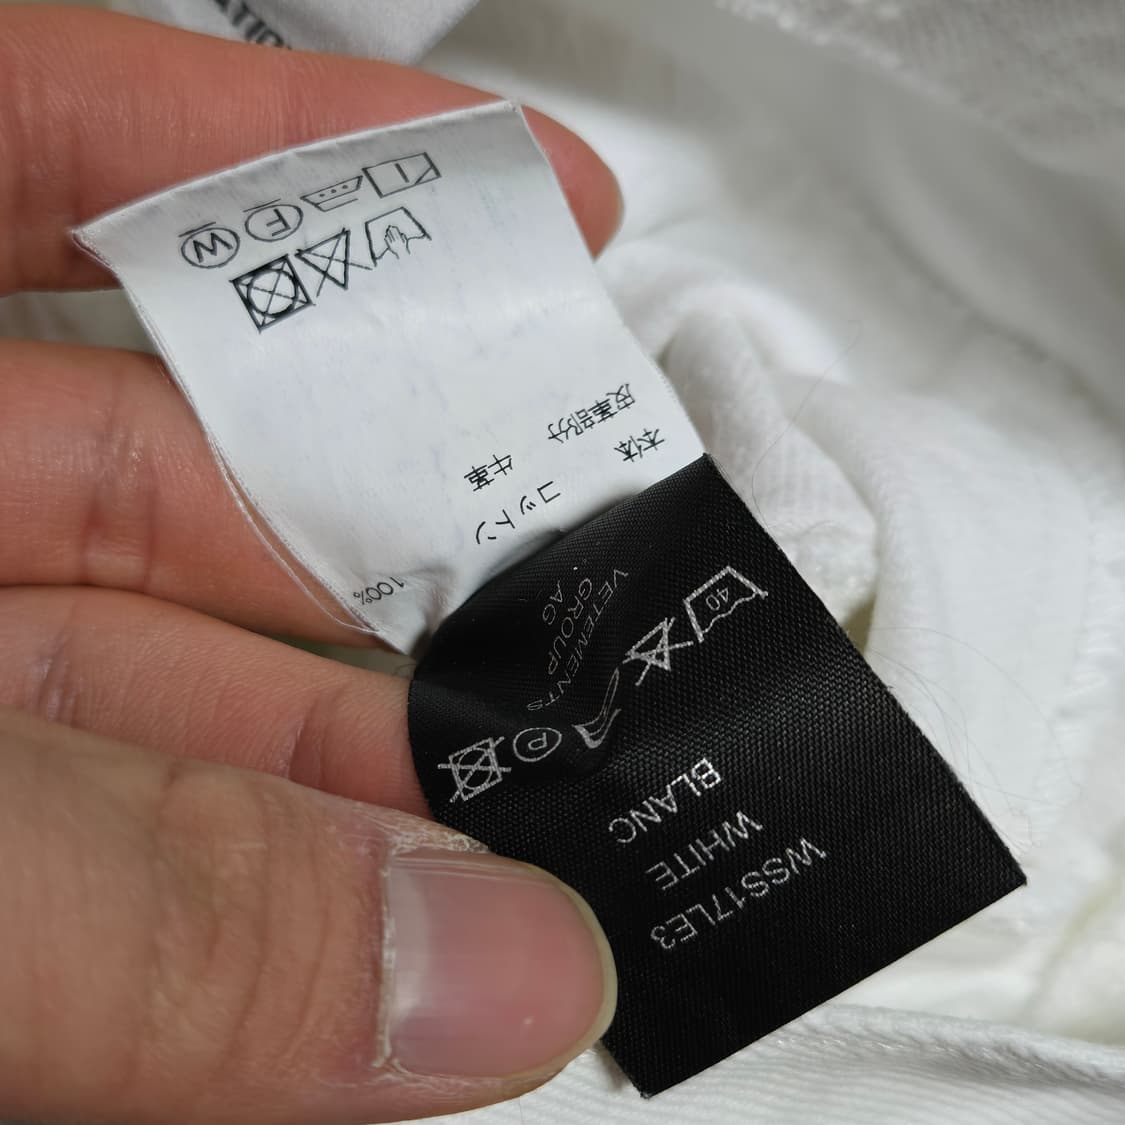 WSS17LE3
WHITE
BLANC
40
P
VETEMENTS
GROUP
AG
本体 コットン 100%
皮革部分 牛革
F
W